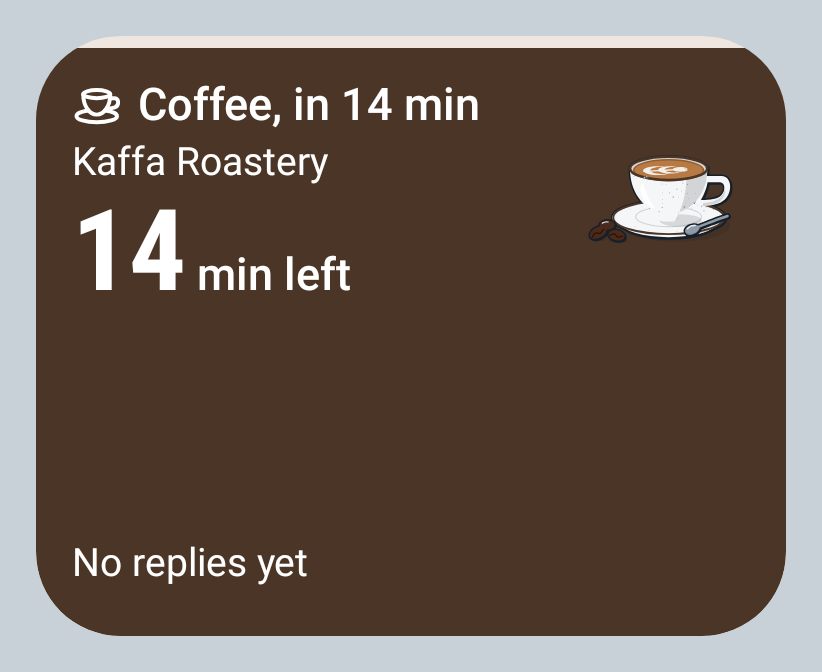 Coffee, in 14 min
Kaffa Roastery
14 min left
No replies yet